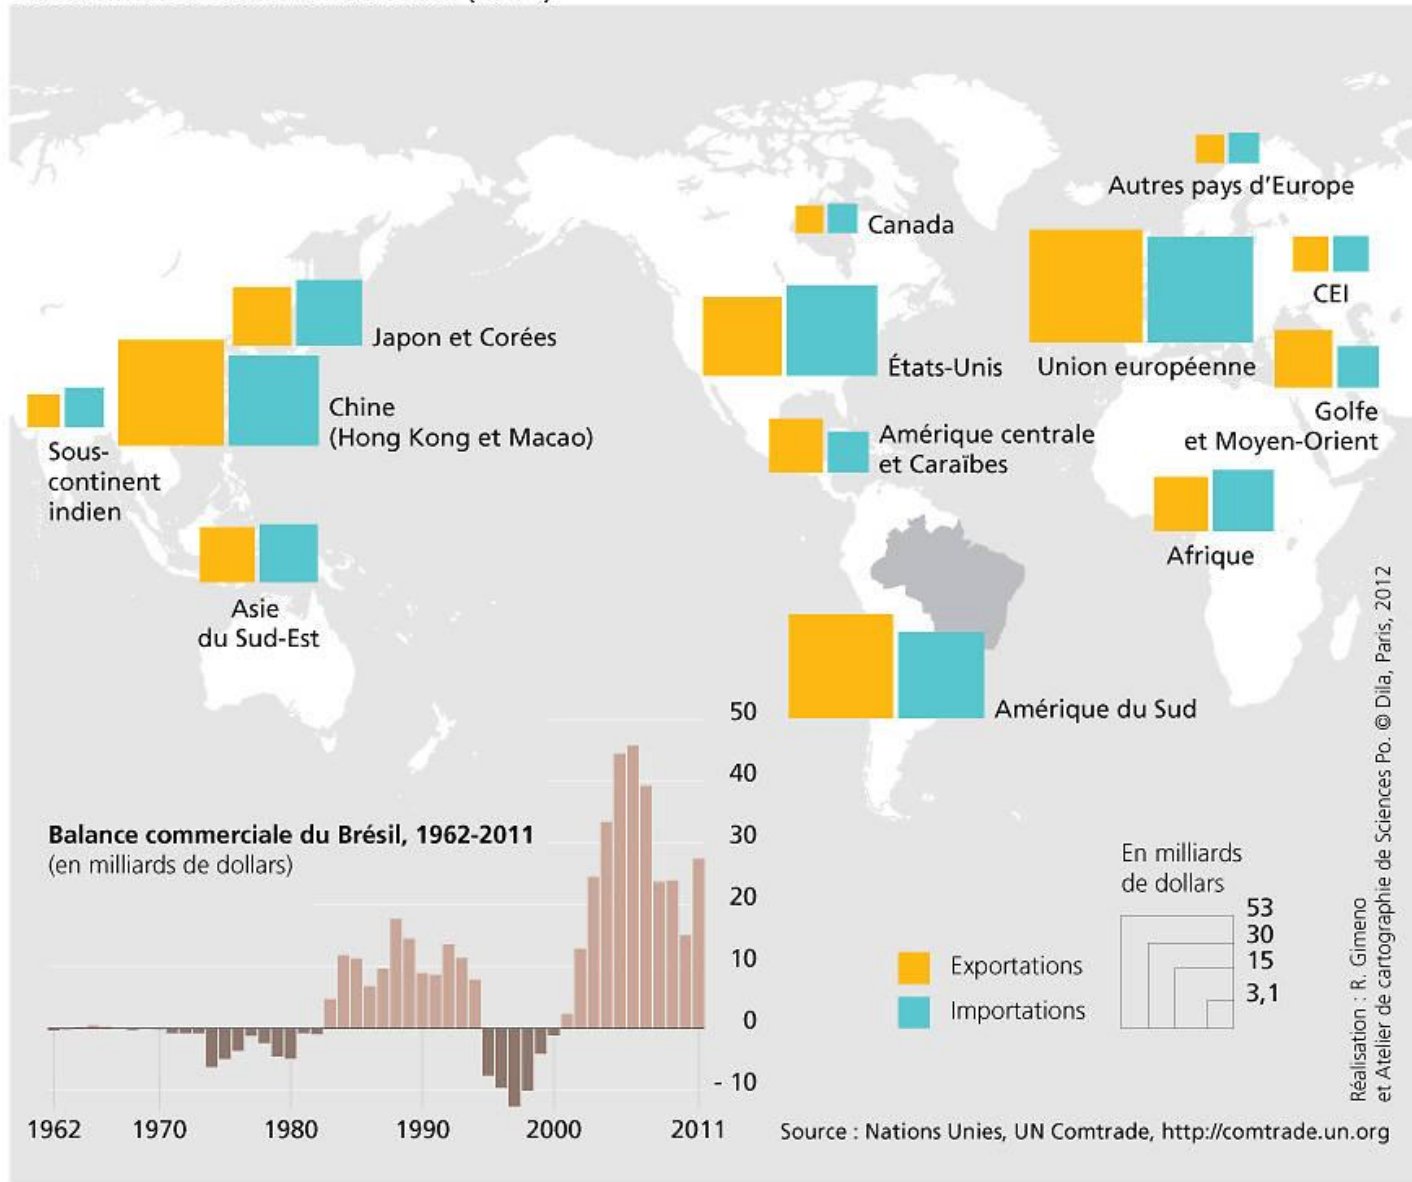 Autres pays d'Europe
Canada
CEI
Japon et Corées
États-Unis
Union européenne
Chine
(Hong Kong et Macao)
Golfe
et Moyen-Orient
Amérique centrale
et Caraïbes
Sous-
continent
indien
Afrique
Asie
du Sud-Est
Amérique du Sud
50
40
30
20
10
0
- 10
Balance commerciale du Brésil, 1962-2011
(en milliards de dollars)
1962
1970
1980
1990
2000
2011
En milliards
de dollars
53
30
15
3,1
Exportations
Importations
Source : Nations Unies, UN Comtrade, http://comtrade.un.org
Réalisation : R. Gimeno
et Atelier de cartographie de Sciences Po. © Dila, Paris, 2012